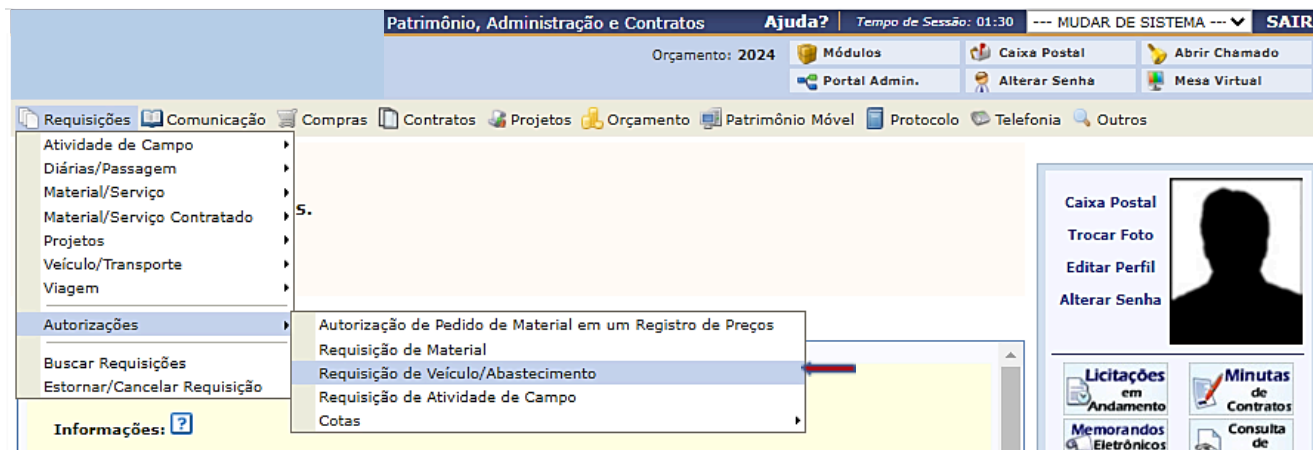 Patrimônio, Administração e Contratos Ajuda? Tempo de Sessão: 01:30 --- MUDAR DE SISTEMA --- SAIR
Orçamento: 2024 Módulos Caixa Postal Abrir Chamado
Portal Admin. Alterar Senha Mesa Virtual
Requisições Comunicação Compras Contratos Projetos Orçamento Patrimônio Móvel Protocolo Telefonia Outros
Atividade de Campo
Diárias/Passagem
Material/Serviço
Material/Serviço Contratado
Projetos
Veículo/Transporte
Viagem
Autorizações
Buscar Requisições
Estornar/Cancelar Requisição
s.
Autorização de Pedido de Material em um Registro de Preços
Requisição de Material
Requisição de Veículo/Abastecimento
Requisição de Atividade de Campo
Cotas
Informações: ?
Caixa Postal
Trocar Foto
Editar Perfil
Alterar Senha
Licitações
em
Andamento
Minutas
de
Contratos
Memorandos
Eletrônicos
Consulta
de